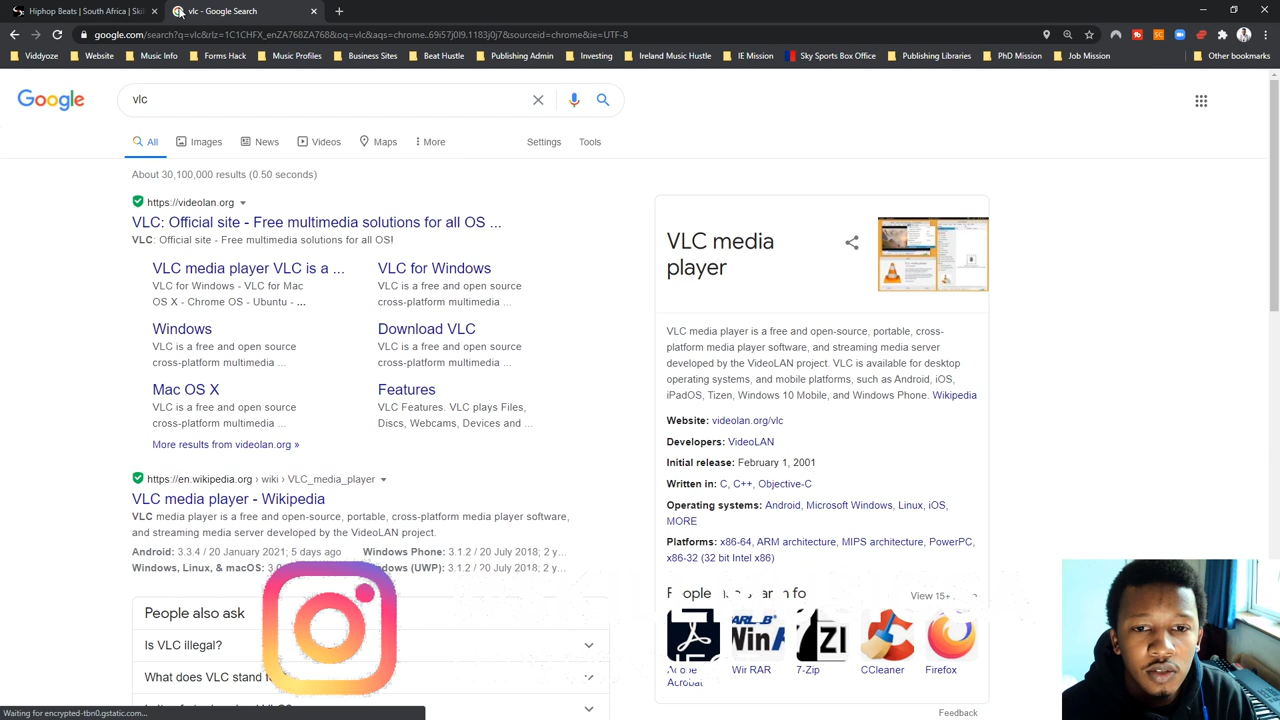 Hiphop Beats | South Africa | Skil
vlc - Google Search
google.com/search?q=vlc&rlz=1C1CHFX_enZA768ZA768&oq=vlc&aqs=chrome..69i57j0l9.1183j0j7&sourceid=chrome&ie=UTF-8
Viddyoze
Website
Music Info
Forms Hack
Music Profiles
Business Sites
Beat Hustle
Publishing Admin
Investing
Ireland Music Hustle
IE Mission
Sky Sports Box Office
Publishing Libraries
PhD Mission
Job Mission
Other bookmarks
Google
vlc
All
Images
News
Videos
Maps
More
Settings
Tools
About 30,100,000 results (0.50 seconds)
https://videolan.org
VLC: Official site - Free multimedia solutions for all OS ...
VLC: Official site - Free multimedia solutions for all OS!
VLC media player VLC is a ...
VLC for Windows - VLC for Mac
OS X - Chrome OS - Ubuntu - ...
VLC for Windows
VLC is a free and open source
cross-platform multimedia ...
Windows
VLC is a free and open source
cross-platform multimedia ...
Download VLC
VLC is a free and open source
cross-platform multimedia ...
Mac OS X
VLC is a free and open source
cross-platform multimedia ...
Features
VLC Features. VLC plays Files,
Discs, Webcams, Devices and ...
More results from videolan.org »
https://en.wikipedia.org › wiki › VLC_media_player
VLC media player - Wikipedia
VLC media player is a free and open-source, portable, cross-platform media player software,
and streaming media server developed by the VideoLAN project.
Android: 3.3.4 / 20 January 2021; 5 days ago
Windows Phone: 3.1.2 / 20 July 2018; 2 y...
Windows, Linux, & macOS: 3.0
(UWP): 3.1.2 / 20 July 2018; 2 y...
People also ask
Is VLC illegal?
What does VLC stand
VLC media
player
VLC media player is a free and open-source, portable, cross-
platform media player software, and streaming media server
developed by the VideoLAN project. VLC is available for desktop
operating systems, and mobile platforms, such as Android, iOS,
iPadOS, Tizen, Windows 10 Mobile, and Windows Phone. Wikipedia
Website: videolan.org/vlc
Developers: VideoLAN
Initial release: February 1, 2001
Written in: C, C++, Objective-C
Operating systems: Android, Microsoft Windows, Linux, iOS,
MORE
Platforms: x86-64, ARM architecture, MIPS architecture, PowerPC,
x86-32 (32 bit Intel x86)
View 15+
Acrobat
WinRAR
7-Zip
CCleaner
Firefox
Feedback
Waiting for encrypted-tbn0.gstatic.com...